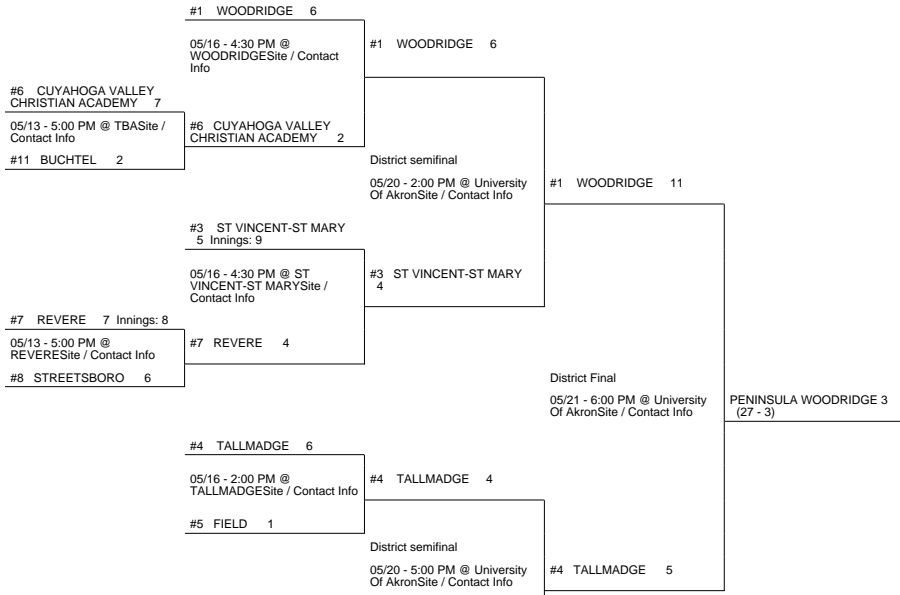 #1 WOODRIDGE 6
05/16 - 4:30 PM @
WOODRIDGESite / Contact
Info
#1 WOODRIDGE 6
#6 CUYAHOGA VALLEY
CHRISTIAN ACADEMY 7
05/13 - 5:00 PM @ TBASite /
Contact Info
#11 BUCHTEL 2
#6 CUYAHOGA VALLEY
CHRISTIAN ACADEMY 2
District semifinal
05/20 - 2:00 PM @ University
Of AkronSite / Contact Info
#1 WOODRIDGE 11
#3 ST VINCENT-ST MARY
5 Innings: 9
05/16 - 4:30 PM @ ST
VINCENT-ST MARYSite /
Contact Info
#3 ST VINCENT-ST MARY
4
#7 REVERE 7 Innings: 8
05/13 - 5:00 PM @
REVERESite / Contact Info
#8 STREETSBORO 6
#7 REVERE 4
District Final
05/21 - 6:00 PM @ University
Of AkronSite / Contact Info
PENINSULA WOODRIDGE 3
(27 - 3)
#4 TALLMADGE 6
05/16 - 2:00 PM @
TALLMADGESite / Contact Info
#4 TALLMADGE 4
#5 FIELD 1
District semifinal
05/20 - 5:00 PM @ University
Of AkronSite / Contact Info
#4 TALLMADGE 5